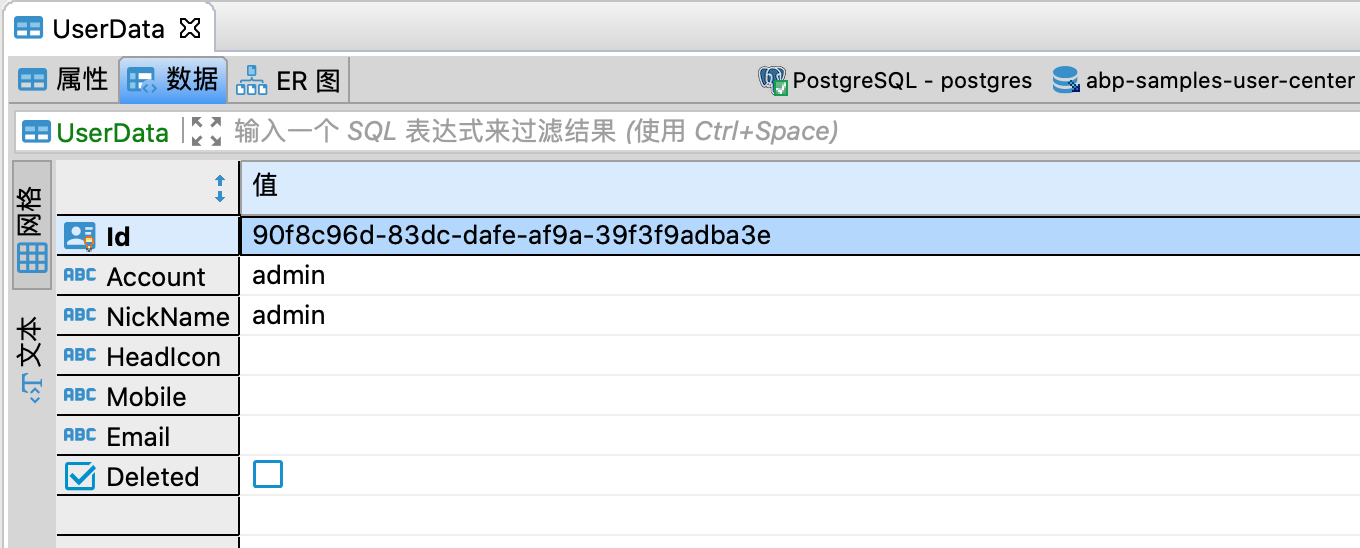 UserData
属性 数据 ER 图 PostgreSQL - postgres abp-samples-user-center
UserData 输入一个 SQL 表达式来过滤结果 (使用 Ctrl+Space)
网格
文本
值
Id 90f8c96d-83dc-dafe-af9a-39f3f9adba3e
ABC Account admin
ABC NickName admin
ABC HeadIcon
ABC Mobile
ABC Email
Deleted